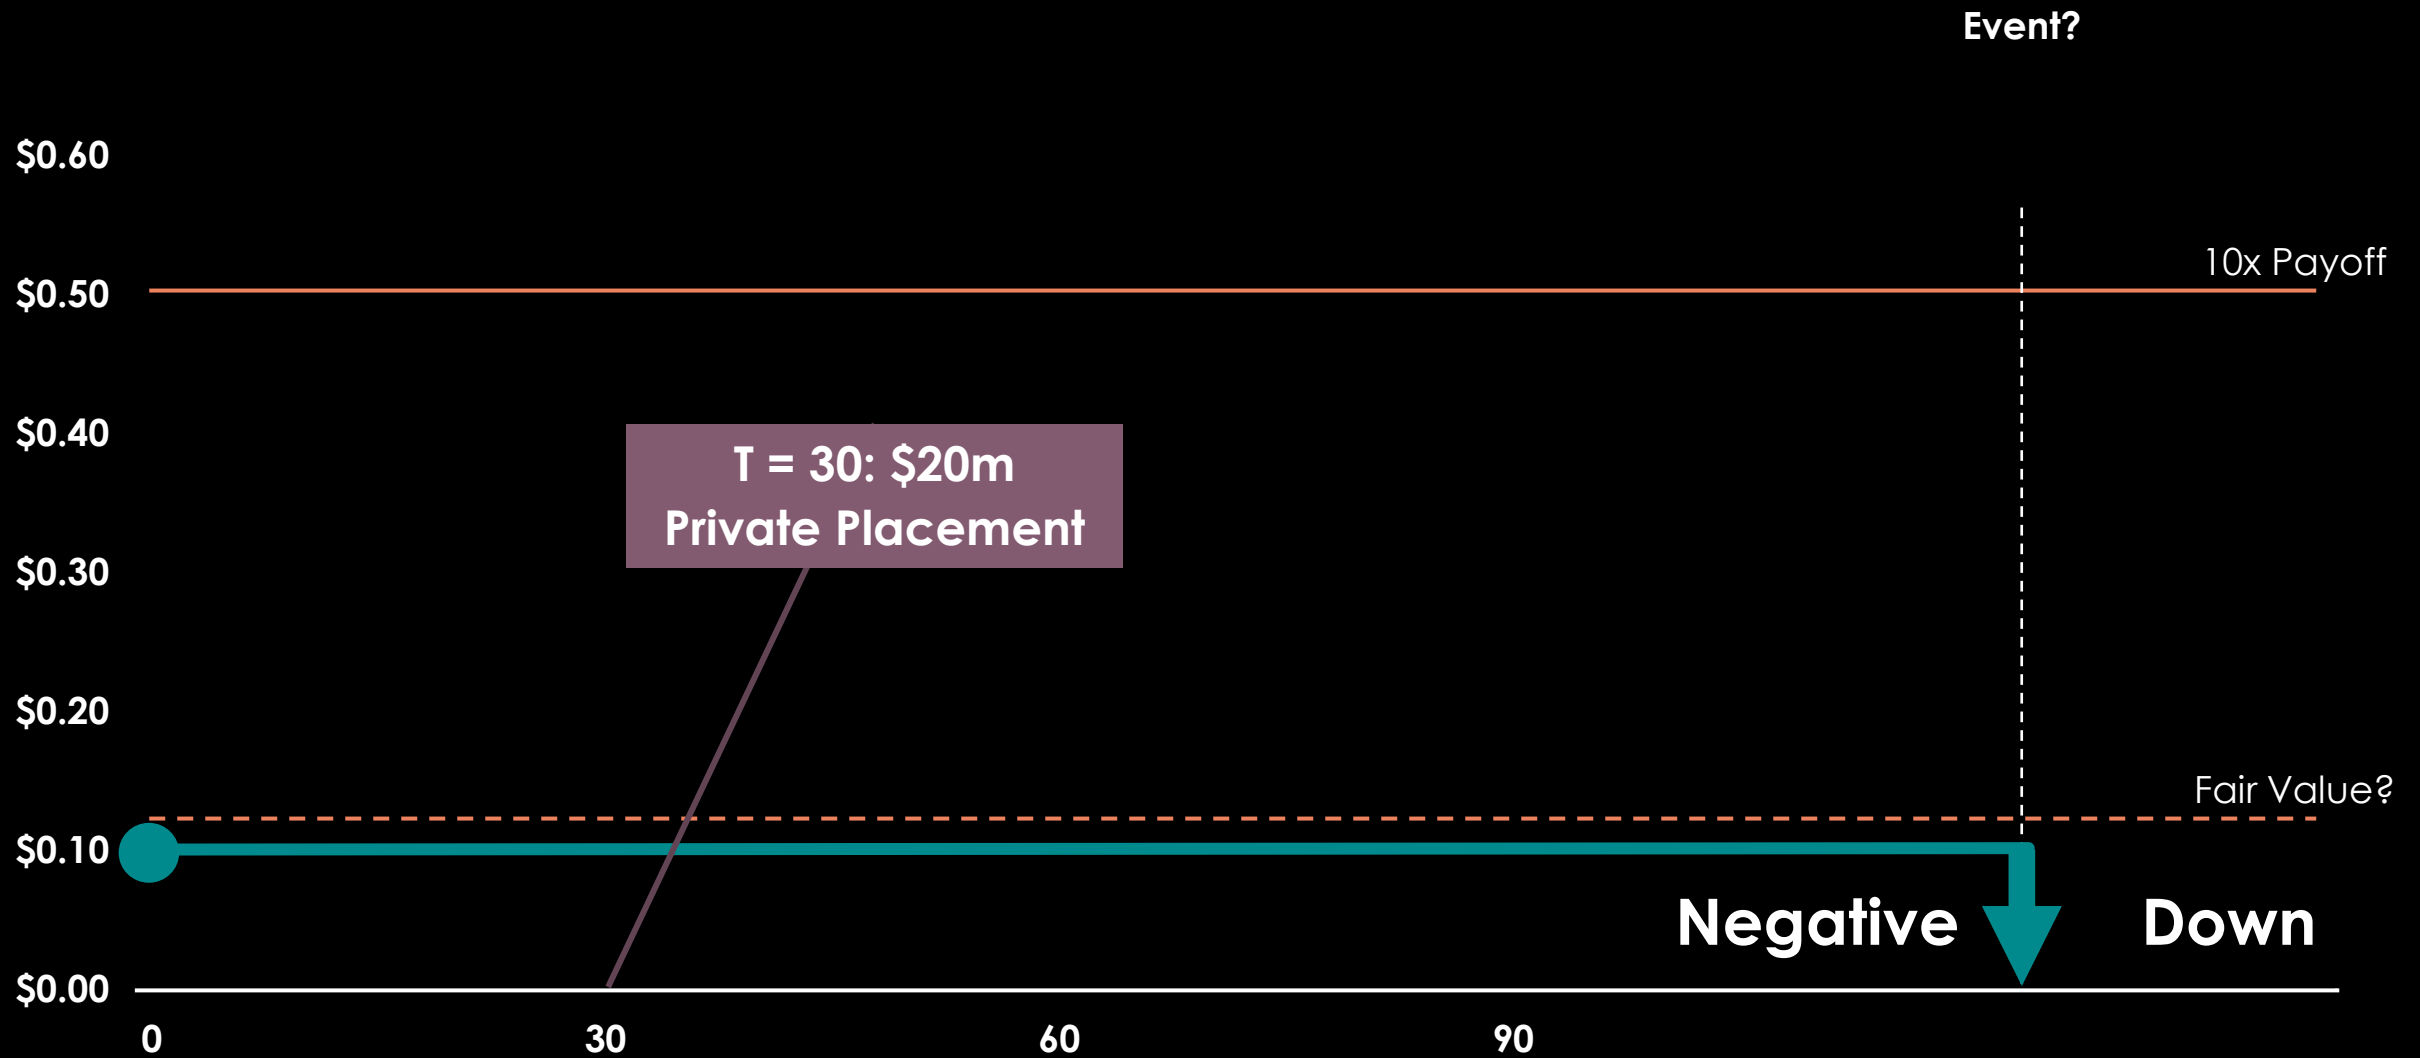 Event?
$0.60
10x Payoff
$0.50
$0.40
T = 30: $20m
Private Placement
$0.30
$0.20
Fair Value?
$0.10
Negative
Down
$0.00
0
30
60
90